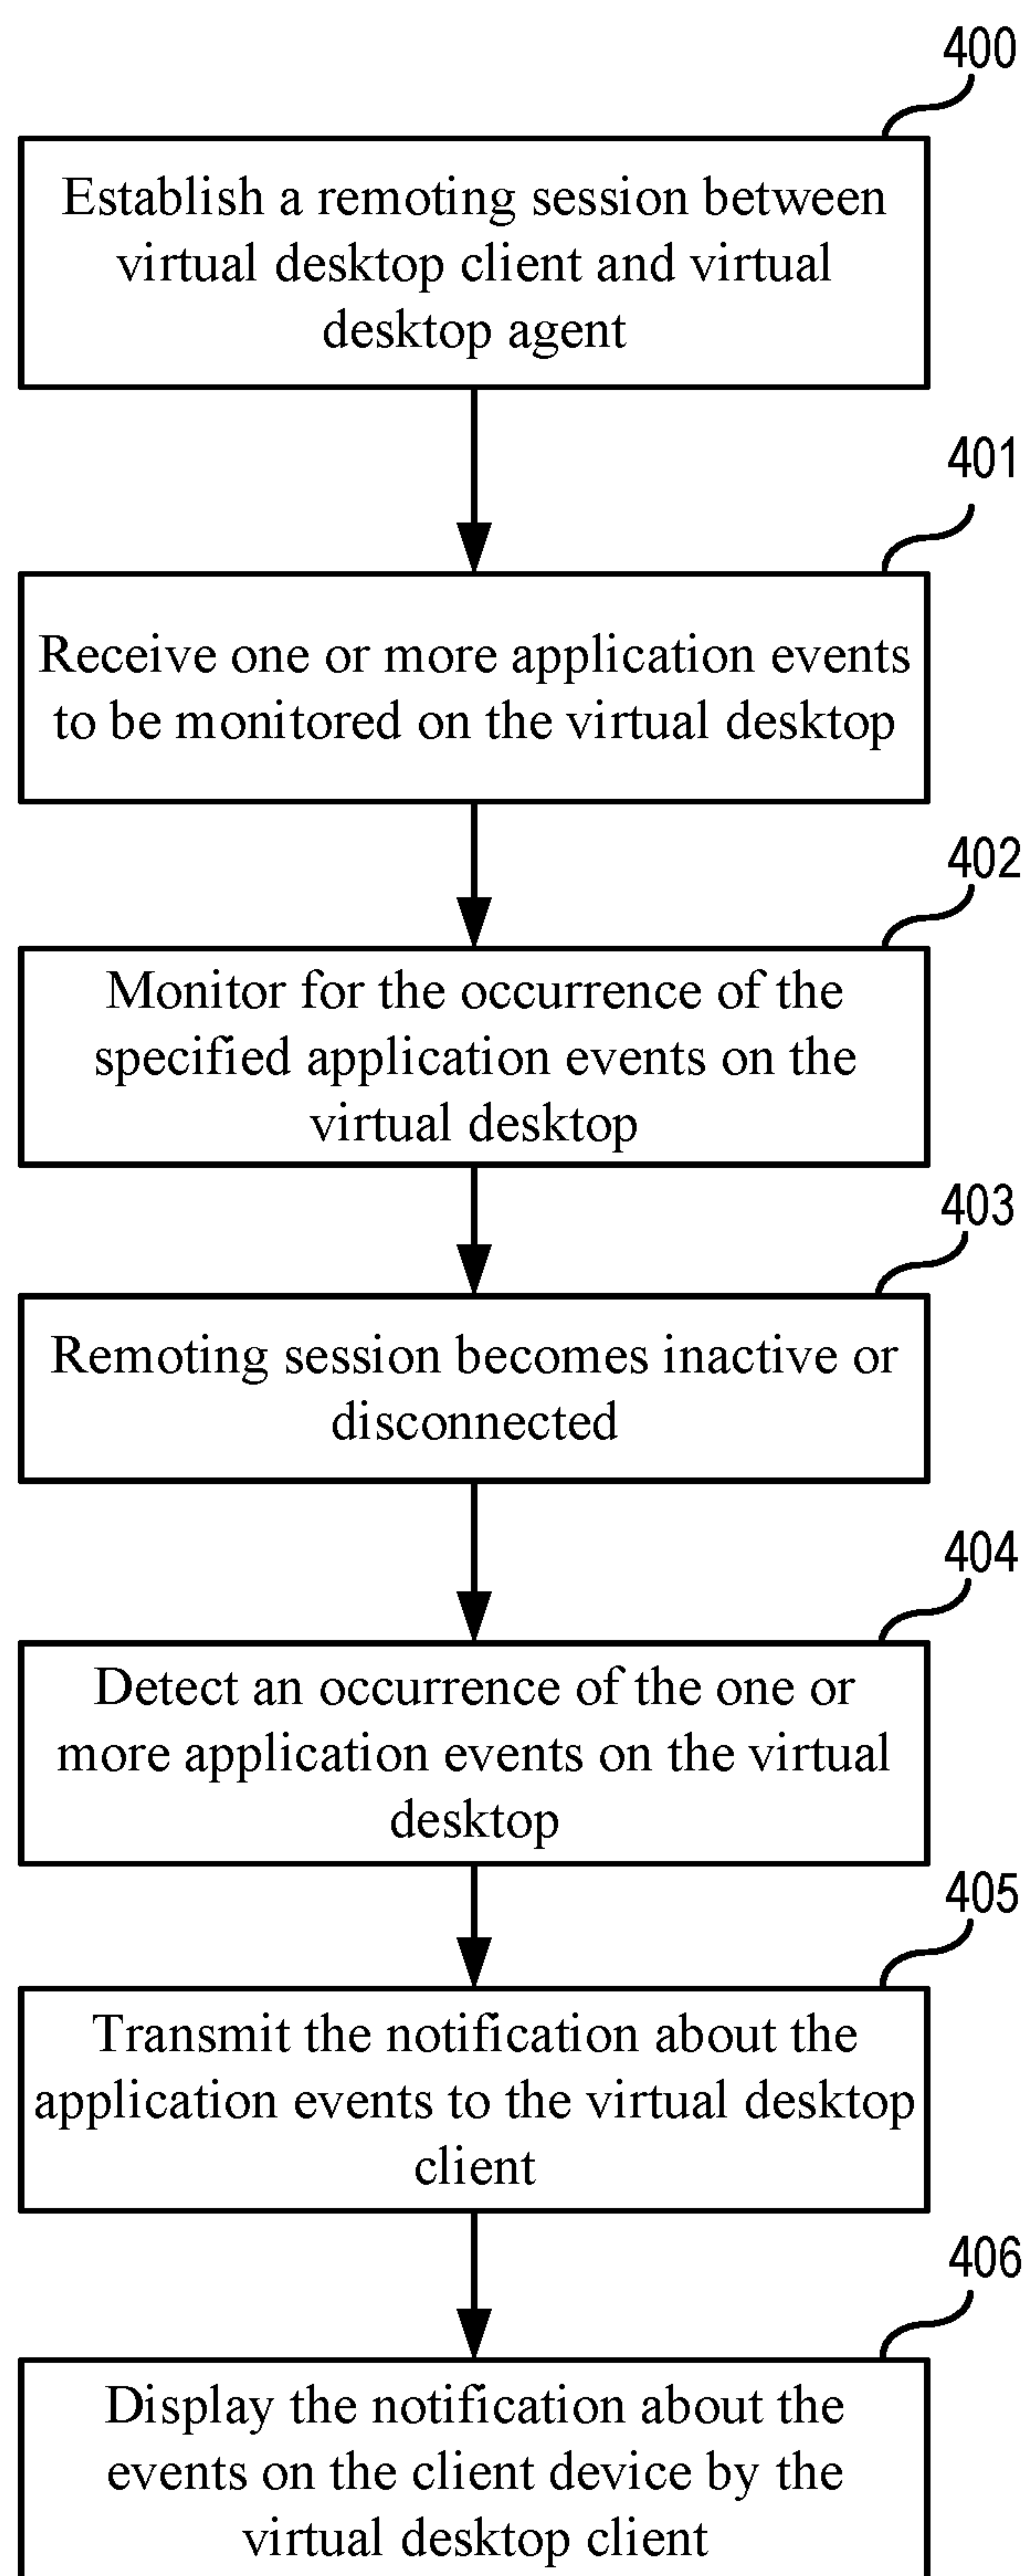 400
Establish a remoting session between
virtual desktop client and virtual
desktop agent
401
Receive one or more application events
to be monitored on the virtual desktop
402
Monitor for the occurrence of the
specified application events on the
virtual desktop
403
Remoting session becomes inactive or
disconnected
404
Detect an occurrence of the one or
more application events on the virtual
desktop
405
Transmit the notification about the
application events to the virtual desktop
client
406
Display the notification about the
events on the client device by the
virtual desktop client